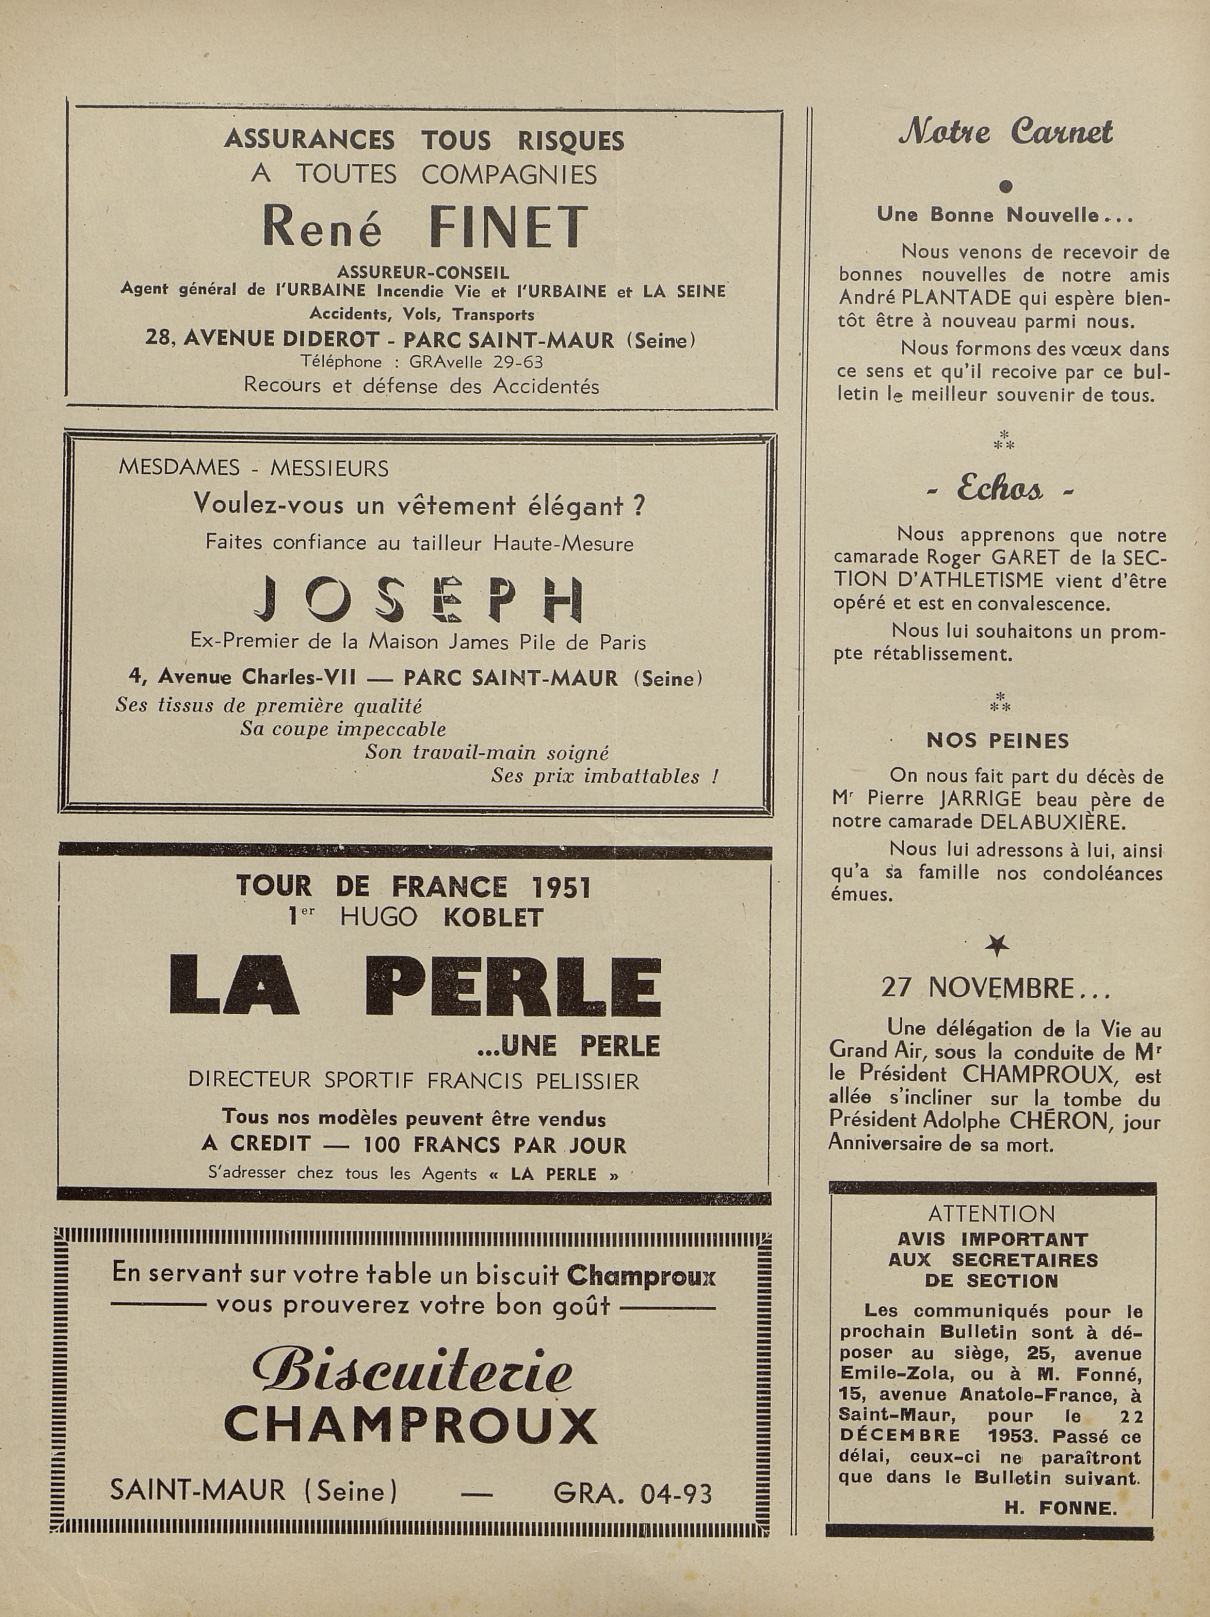 ASSURANCES TOUS RISQUES
A TOUTES COMPAGNIES
René FINET
ASSUREUR-CONSEIL
Agent général de l'URBAINE Incendie Vie et l'URBAINE et LA SEINE
Accidents, Vols, Transports
28, AVENUE DIDEROT - PARC SAINT-MAUR (Seine)
Téléphone : GRAvelle 29-63
Recours et défense des Accidentés
MESDAMES - MESSIEURS
Voulez-vous un vêtement élégant ?
Faites confiance au tailleur Haute-Mesure
JOSEPH
Ex-Premier de la Maison James Pile de Paris
4, Avenue Charles-VII — PARC SAINT-MAUR (Seine)
Ses tissus de première qualité
Sa coupe impeccable
Son travail-main soigné
Ses prix imbattables !
TOUR DE FRANCE 1951
1er HUGO KOBLET
LA PERLE
...UNE PERLE
DIRECTEUR SPORTIF FRANCIS PELISSIER
Tous nos modèles peuvent être vendus
A CREDIT — 100 FRANCS PAR JOUR
S'adresser chez tous les Agents « LA PERLE »
En servant sur votre table un biscuit Champroux
vous prouverez votre bon goût
Biscuiterie
CHAMPROUX
SAINT-MAUR (Seine) — GRA. 04-93
Notre Carnet
Une Bonne Nouvelle...
Nous venons de recevoir de
bonnes nouvelles de notre amis
André PLANTADE qui espère bien-
tôt être à nouveau parmi nous.
Nous formons des vœux dans
ce sens et qu'il recoive par ce bul-
letin le meilleur souvenir de tous.
- Echos -
Nous apprenons que notre
camarade Roger GARET de la SEC-
TION D'ATHLETISME vient d'être
opéré et est en convalescence.
Nous lui souhaitons un prom-
pte rétablissement.
NOS PEINES
On nous fait part du décès de
Mr Pierre JARRIGE beau père de
notre camarade DELABUXIÈRE.
Nous lui adressons à lui, ainsi
qu'a sa famille nos condoléances
émues.
27 NOVEMBRE...
Une délégation de la Vie au
Grand Air, sous la conduite de Mr
le Président CHAMPROUX, est
allée s'incliner sur la tombe du
Président Adolphe CHÉRON, jour
Anniversaire de sa mort.
ATTENTION
AVIS IMPORTANT
AUX SECRETAIRES
DE SECTION
Les communiqués pour le
prochain Bulletin sont à dé-
poser au siège, 25, avenue
Emile-Zola, ou à M. Fonné,
15, avenue Anatole-France, à
Saint-Maur, pour le 22
DÉCEMBRE 1953. Passé ce
délai, ceux-ci ne paraîtront
que dans le Bulletin suivant.
H. FONNE.